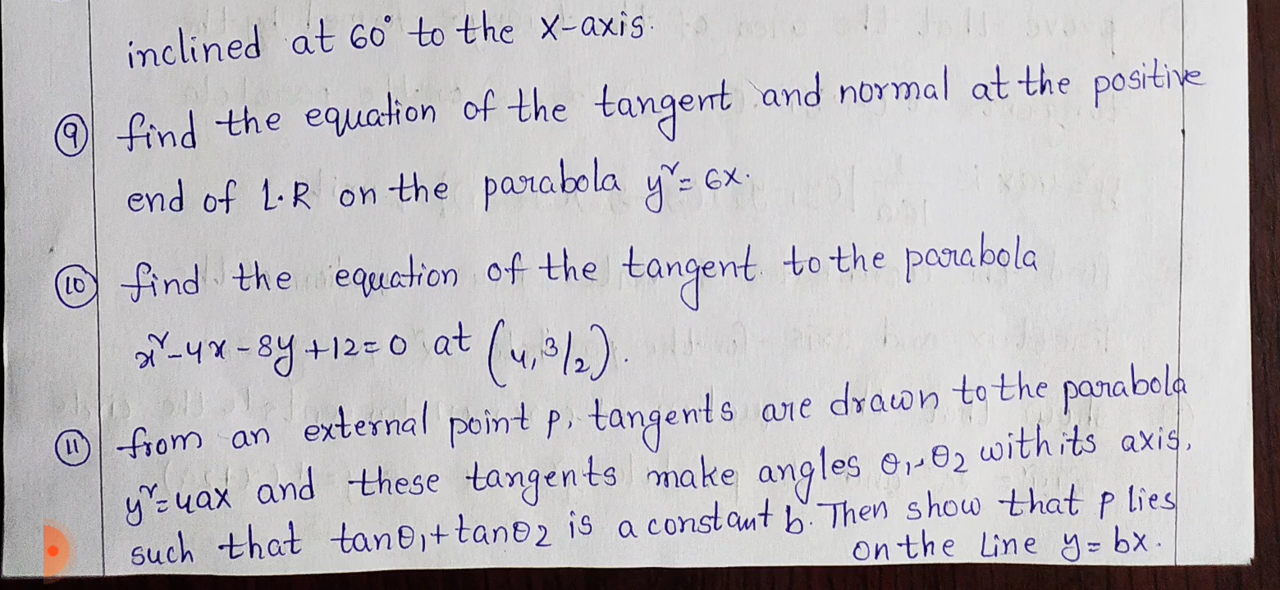 inclined at 60° to the X-axis.
⑨ find the equation of the tangent and normal at the positive
end of L.R on the parabola y²=6x.
⑩ find the equation of the tangent to the parabola
x²-4x-8y+12=0 at (4,3/2).
⑪ from an external point P, tangents are drawn to the parabola
y²=4ax and these tangents make angles θ1, θ2 with its axis,
such that tanθ1+tanθ2 is a constant b. Then show that P lies
on the line y=bx.